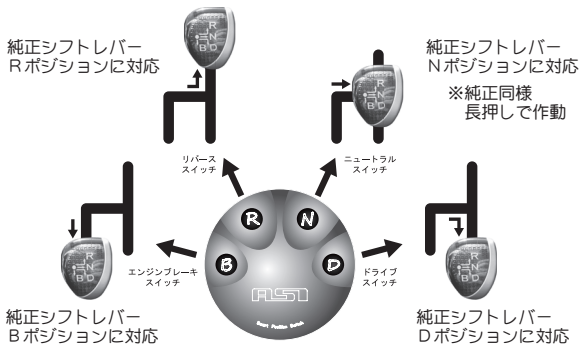 純正シフトレバー
Rポジションに対応
純正シフトレバー
Nポジションに対応
※純正同様
長押しで作動
R
N
D
B
R
N
D
B
リバース
スイッチ
ニュートラル
スイッチ
R
N
B
D
エンジンブレーキ
スイッチ
ドライブ
スイッチ
Smart Position Switch
R
N
D
B
R
N
D
B
純正シフトレバー
Bポジションに対応
純正シフトレバー
Dポジションに対応